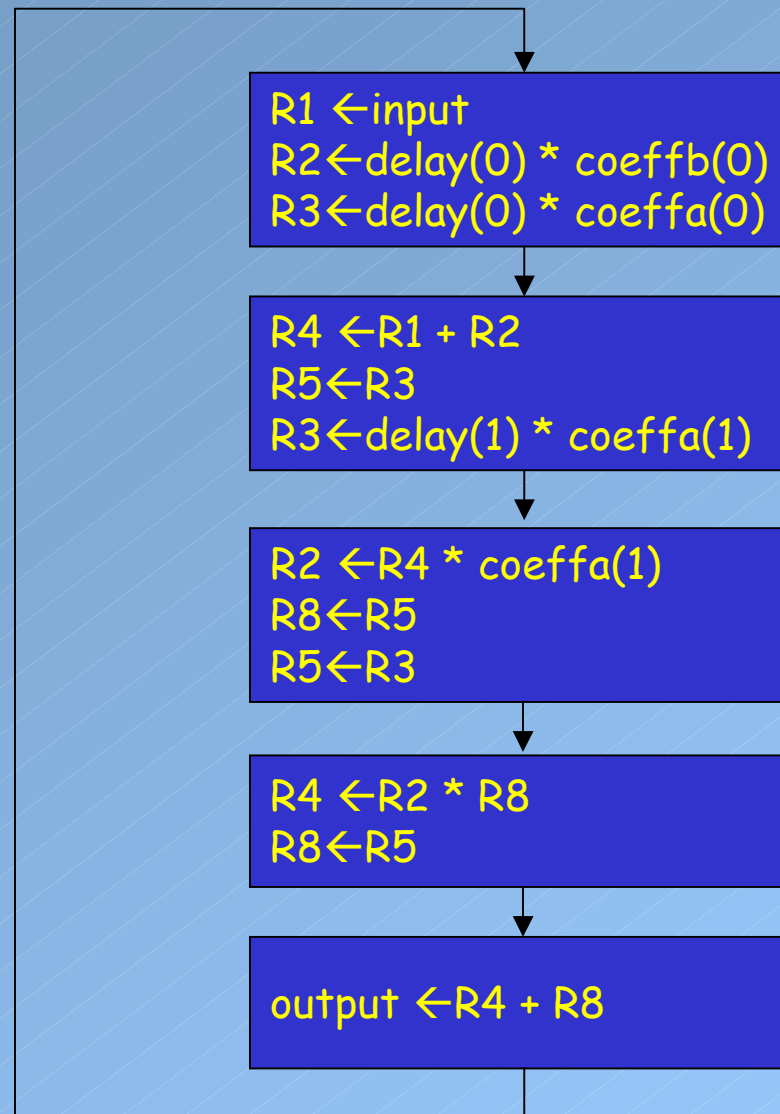 R1 ←input
R2←delay(0) * coeffb(0)
R3←delay(0) * coeffa(0)
R4 ←R1 + R2
R5←R3
R3←delay(1) * coeffa(1)
R2 ←R4 * coeffa(1)
R8←R5
R5←R3
R4 ←R2 * R8
R8←R5
output ←R4 + R8